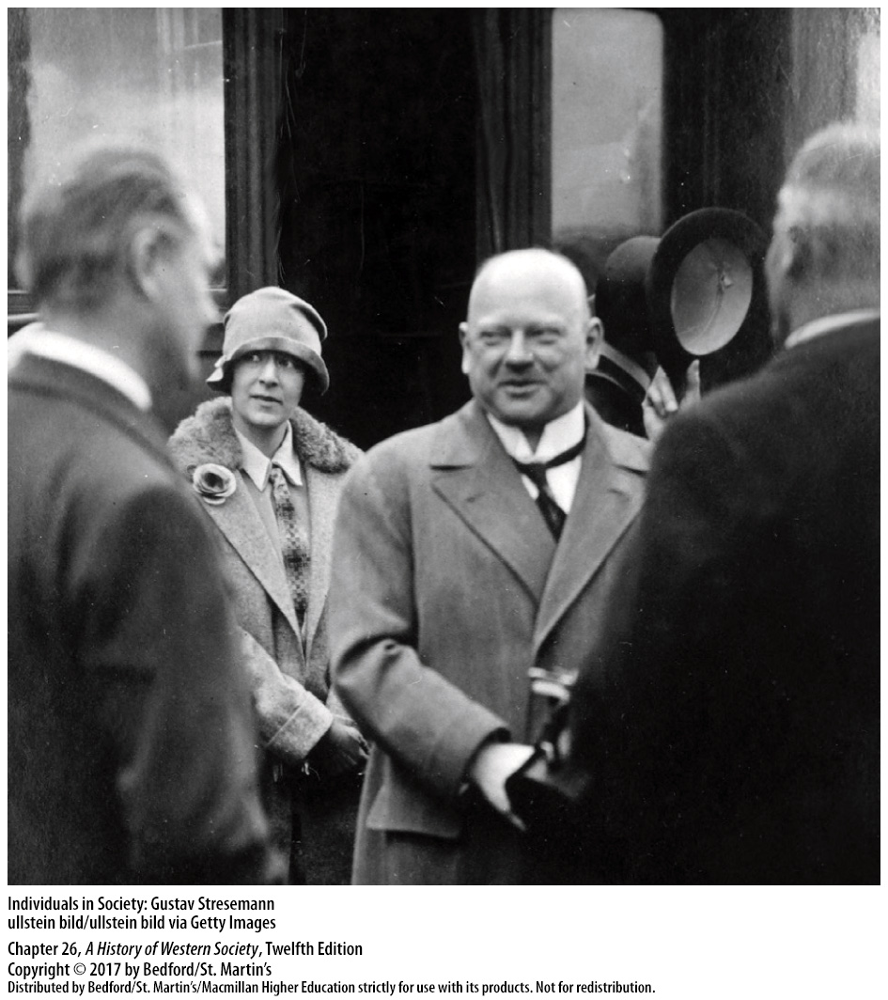 Individuals in Society: Gustav Stresemann
ullstein bild/ullstein bild via Getty Images
Chapter 26, A History of Western Society, Twelfth Edition
Copyright © 2017 by Bedford/St. Martin’s
Distributed by Bedford/St. Martin’s/Macmillan Higher Education strictly for use with its products. Not for redistribution.